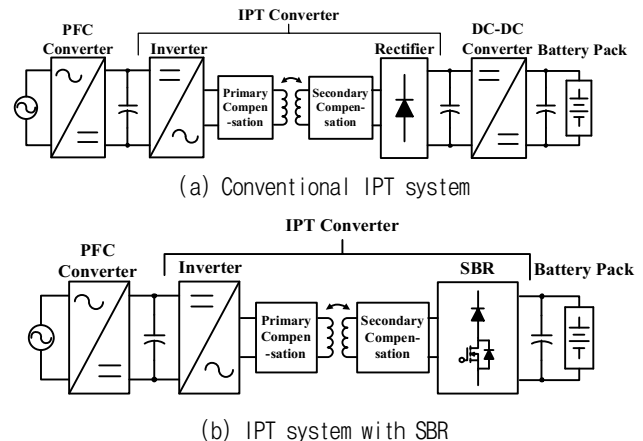 IPT Converter
PFC
Converter
Inverter
Rectifier
DC-DC
Converter
Battery Pack
Primary
Compen
-sation
Secondary
Compen-
sation
(a) Conventional IPT system
IPT Converter
PFC
Converter
Inverter
SBR
Battery Pack
Primary
Compen
-sation
Secondary
Compen-
sation
(b) IPT system with SBR